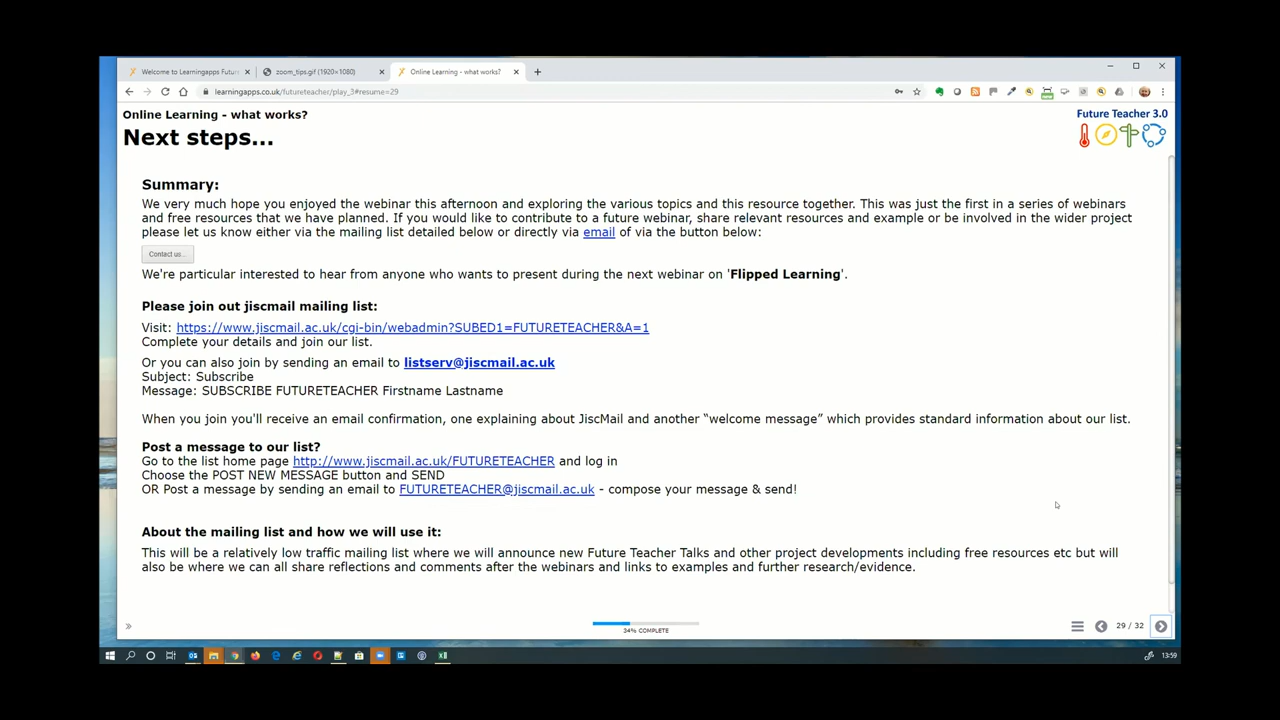 Welcome to Learningapps Futur
zoom_tips.gif (1920×1080)
Online Learning - what works?
learningapps.co.uk/futureteacher/play_3#resume=29
Online Learning - what works?
Future Teacher 3.0
Next steps...
Summary:
We very much hope you enjoyed the webinar this afternoon and exploring the various topics and this resource together. This was just the first in a series of webinars
and free resources that we have planned. If you would like to contribute to a future webinar, share relevant resources and example or be involved in the wider project
please let us know either via the mailing list detailed below or directly via email of via the button below:
Contact us...
We're particular interested to hear from anyone who wants to present during the next webinar on 'Flipped Learning'.
Please join out jiscmail mailing list:
Visit: https://www.jiscmail.ac.uk/cgi-bin/webadmin?SUBED1=FUTURETEACHER&A=1
Complete your details and join our list.
Or you can also join by sending an email to listserv@jiscmail.ac.uk
Subject: Subscribe
Message: SUBSCRIBE FUTURETEACHER Firstname Lastname
When you join you'll receive an email confirmation, one explaining about JiscMail and another “welcome message” which provides standard information about our list.
Post a message to our list?
Go to the list home page http://www.jiscmail.ac.uk/FUTURETEACHER and log in
Choose the POST NEW MESSAGE button and SEND
OR Post a message by sending an email to FUTURETEACHER@jiscmail.ac.uk - compose your message & send!
About the mailing list and how we will use it:
This will be a relatively low traffic mailing list where we will announce new Future Teacher Talks and other project developments including free resources etc but will
also be where we can all share reflections and comments after the webinars and links to examples and further research/evidence.
34% COMPLETE
29 / 32
13:59